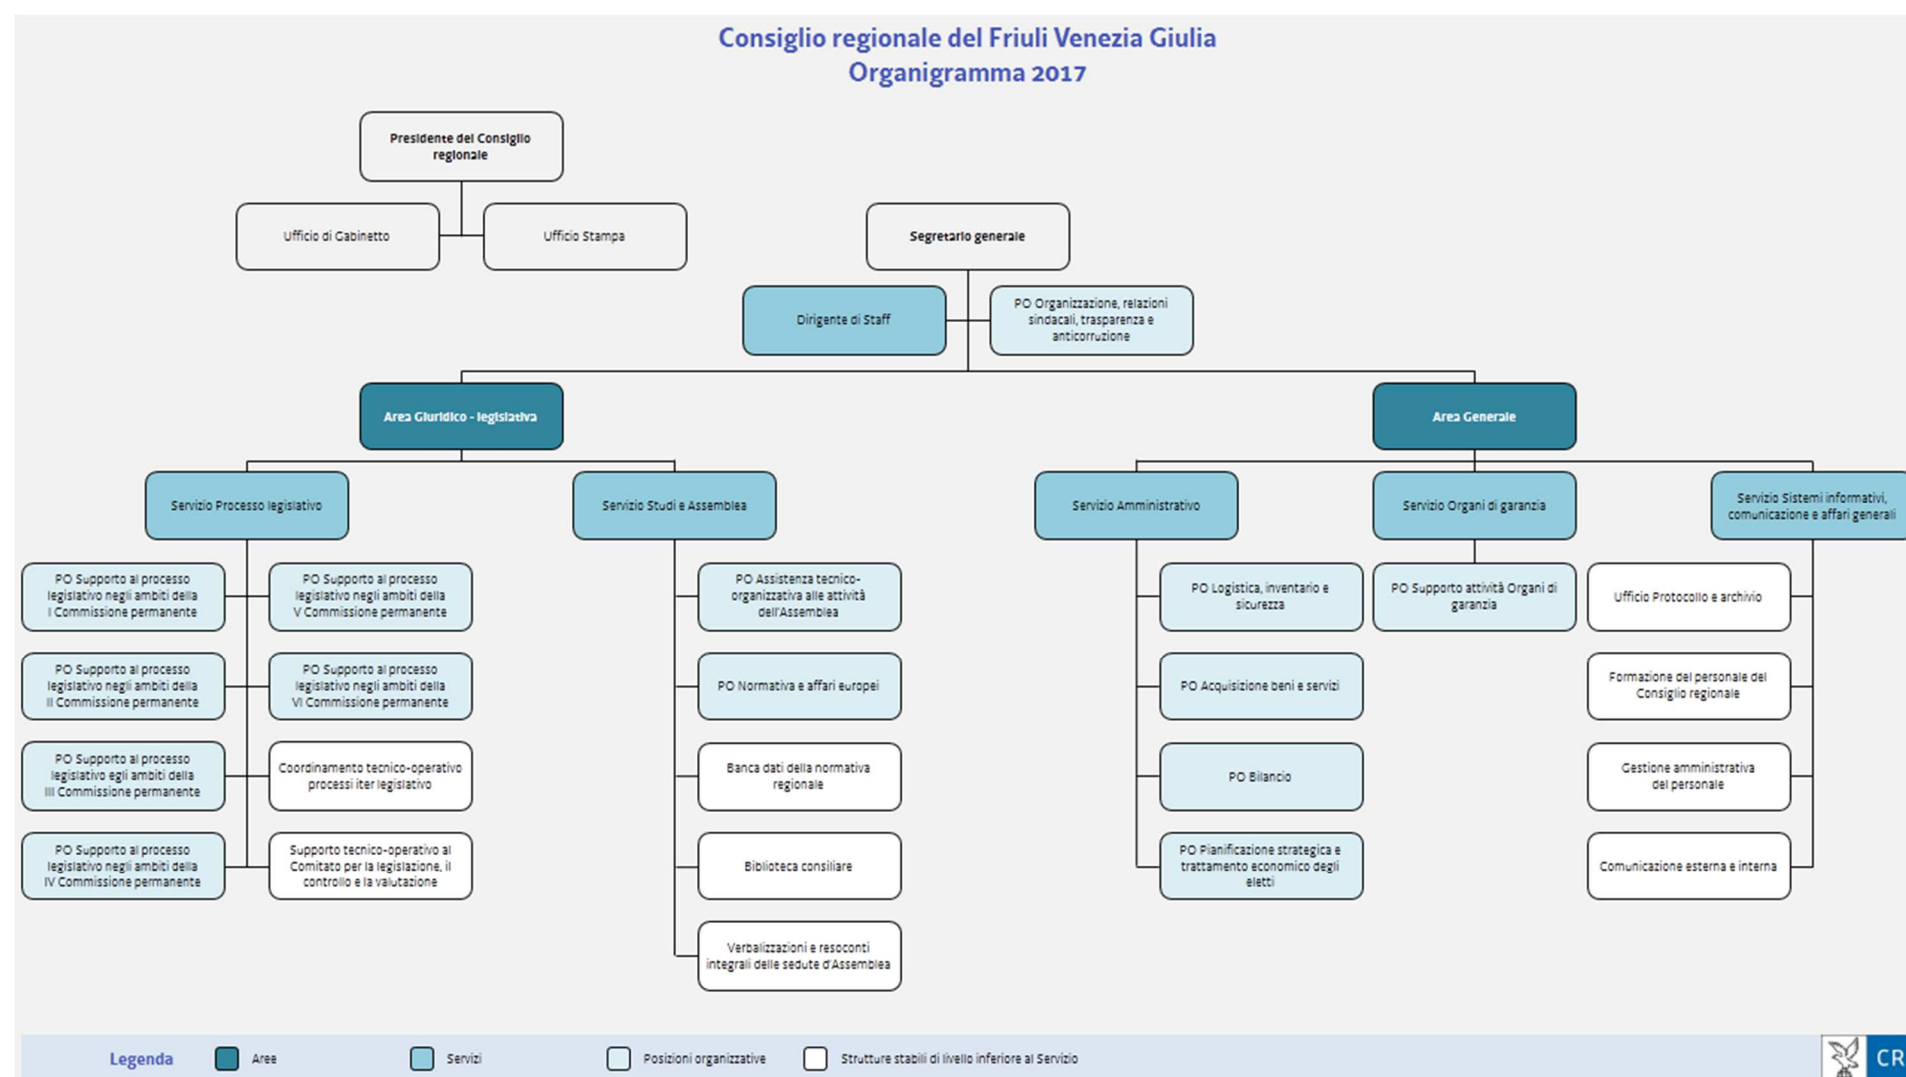 Consiglio regionale del Friuli Venezia Giulia
Organigramma 2017
Presidente del Consiglio
regionale
Ufficio di Gabinetto
Ufficio Stampa
Segretario generale
Dirigente di Staff
PO Organizzazione, relazioni
sindacali, trasparenza e
anticorruzione
Area Giuridico - legislativa
Area Generale
Servizio Processo legislativo
Servizio Studi e Assemblea
Servizio Amministrativo
Servizio Organi di garanzia
Servizio Sistemi informativi,
comunicazione e affari generali
PO Supporto al processo
legislativo negli ambiti della
I Commissione permanente
PO Supporto al processo
legislativo negli ambiti della
V Commissione permanente
PO Supporto al processo
legislativo negli ambiti della
II Commissione permanente
PO Supporto al processo
legislativo negli ambiti della
VI Commissione permanente
PO Supporto al processo
legislativo egli ambiti della
III Commissione permanente
Coordinamento tecnico-operativo
processi iter legislativo
PO Supporto al processo
legislativo negli ambiti della
IV Commissione permanente
Supporto tecnico-operativo al
Comitato per la legislazione, il
controllo e la valutazione
PO Assistenza tecnico-
organizzativa alle attività
dell'Assemblea
PO Normativa e affari europei
Banca dati della normativa
regionale
Biblioteca consiliare
Verbalizzazioni e resoconti
integrali delle sedute d'Assemblea
PO Logistica, inventario e
sicurezza
PO Acquisizione beni e servizi
PO Bilancio
PO Pianificazione strategica e
trattamento economico degli
eletti
PO Supporto attività Organi di
garanzia
Ufficio Protocollo e archivio
Formazione del personale del
Consiglio regionale
Gestione amministrativa
del personale
Comunicazione esterna e interna
Legenda
Aree
Servizi
Posizioni organizzative
Strutture stabili di livello inferiore al Servizio
CR